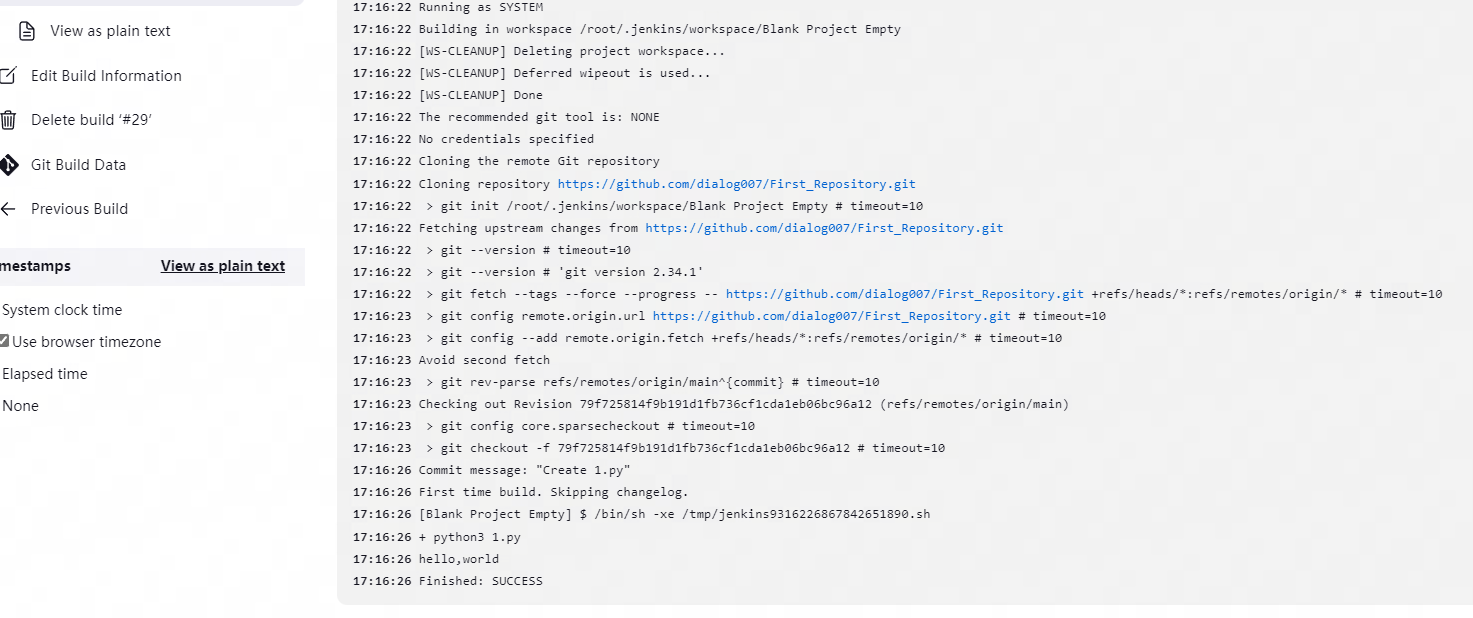 View as plain text
Edit Build Information
Delete build ‘#29’
Git Build Data
Previous Build
mestamps
View as plain text
System clock time
Use browser timezone
Elapsed time
None
17:16:22 Running as SYSTEM
17:16:22 Building in workspace /root/.jenkins/workspace/Blank Project Empty
17:16:22 [WS-CLEANUP] Deleting project workspace...
17:16:22 [WS-CLEANUP] Deferred wipeout is used...
17:16:22 [WS-CLEANUP] Done
17:16:22 The recommended git tool is: NONE
17:16:22 No credentials specified
17:16:22 Cloning the remote Git repository
17:16:22 Cloning repository https://github.com/dialog007/First_Repository.git
17:16:22  > git init /root/.jenkins/workspace/Blank Project Empty # timeout=10
17:16:22 Fetching upstream changes from https://github.com/dialog007/First_Repository.git
17:16:22  > git --version # timeout=10
17:16:22  > git --version # 'git version 2.34.1'
17:16:22  > git fetch --tags --force --progress -- https://github.com/dialog007/First_Repository.git +refs/heads/*:refs/remotes/origin/* # timeout=10
17:16:23  > git config remote.origin.url https://github.com/dialog007/First_Repository.git # timeout=10
17:16:23  > git config --add remote.origin.fetch +refs/heads/*:refs/remotes/origin/* # timeout=10
17:16:23 Avoid second fetch
17:16:23  > git rev-parse refs/remotes/origin/main^{commit} # timeout=10
17:16:23 Checking out Revision 79f725814f9b191d1fb736cf1cda1eb06bc96a12 (refs/remotes/origin/main)
17:16:23  > git config core.sparsecheckout # timeout=10
17:16:23  > git checkout -f 79f725814f9b191d1fb736cf1cda1eb06bc96a12 # timeout=10
17:16:26 Commit message: "Create 1.py"
17:16:26 First time build. Skipping changelog.
17:16:26 [Blank Project Empty] $ /bin/sh -xe /tmp/jenkins9316226867842651890.sh
17:16:26 + python3 1.py
17:16:26 hello,world
17:16:26 Finished: SUCCESS